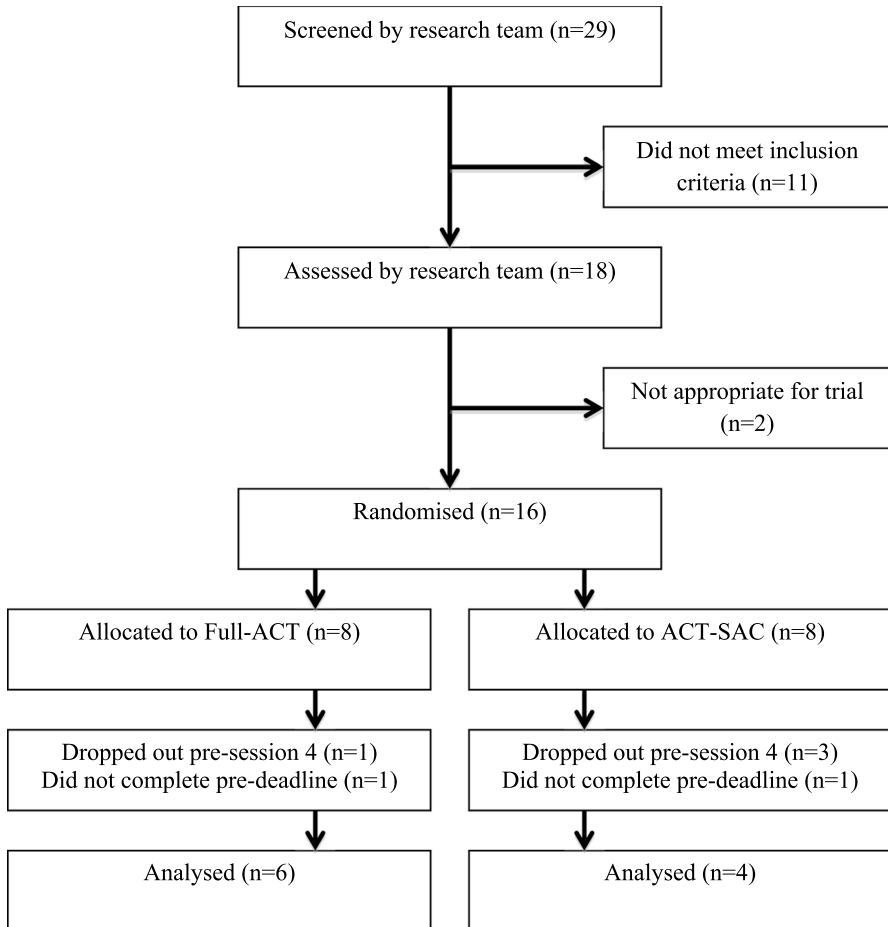 Screened by research team (n=29)
Did not meet inclusion
criteria (n=11)
Assessed by research team (n=18)
Not appropriate for trial
(n=2)
Randomised (n=16)
Allocated to Full-ACT (n=8)
Allocated to ACT-SAC (n=8)
Dropped out pre-session 4 (n=1)
Did not complete pre-deadline (n=1)
Dropped out pre-session 4 (n=3)
Did not complete pre-deadline (n=1)
Analysed (n=6)
Analysed (n=4)